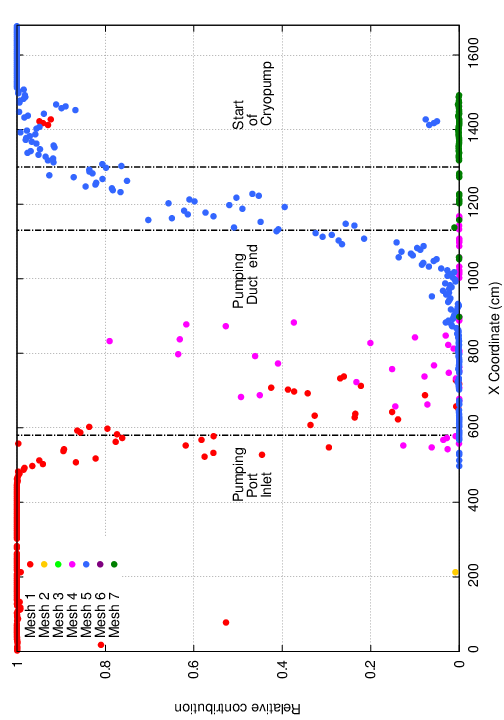 1
0.8
0.6
0.4
0.2
0
Relative contribution
0
200
400
600
800
1000
1200
1400
1600
X Coordinate (cm)
Mesh 1
Mesh 2
Mesh 3
Mesh 4
Mesh 5
Mesh 6
Mesh 7
Pumping
Port
Inlet
Pumping
Duct end
Start
of
Cryopump